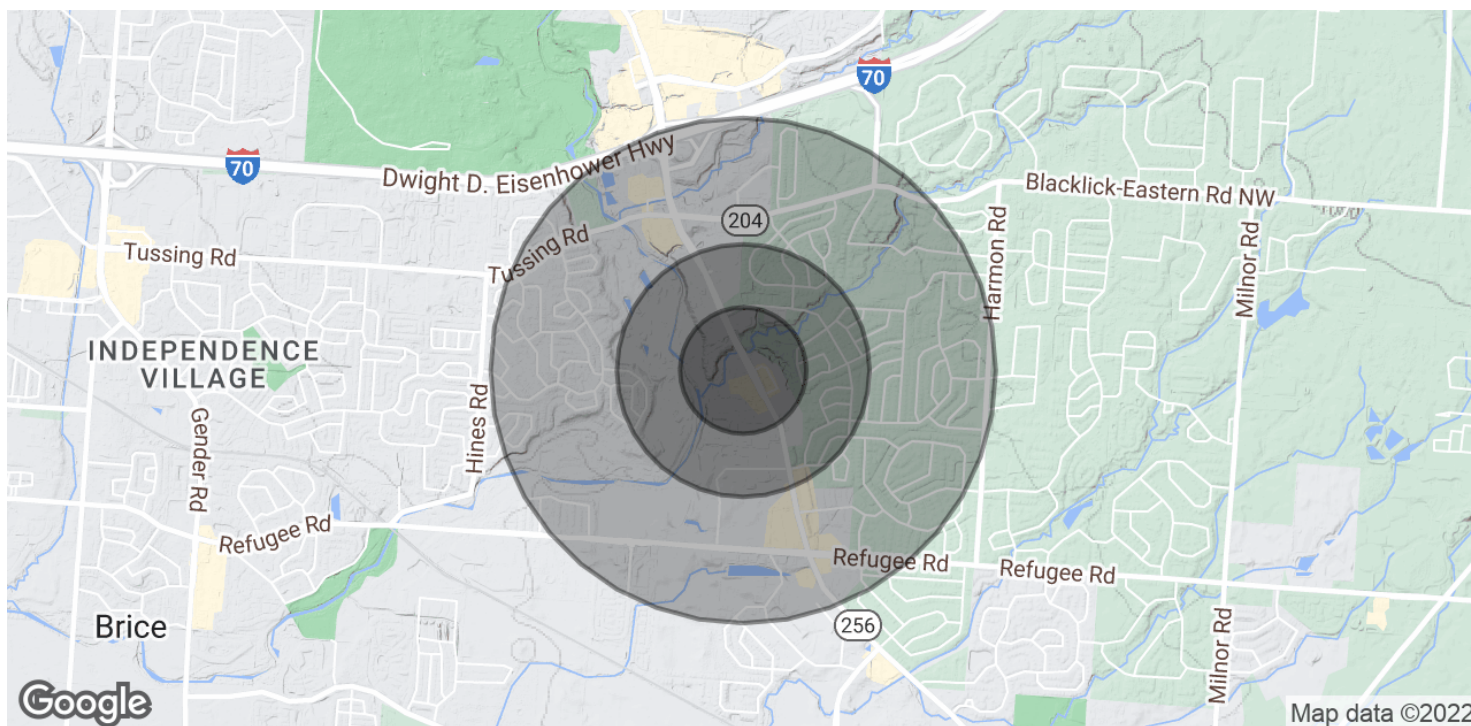 70
70
Dwight D. Eisenhower Hwy
Blacklick-Eastern Rd NW
204
Tussing Rd
Tussing Rd
Harmon Rd
Milnor Rd
INDEPENDENCE
VILLAGE
Hines Rd
Gender Rd
Refugee Rd
Refugee Rd
Refugee Rd
Brice
256
Milnor Rd
Google
Map data ©2022